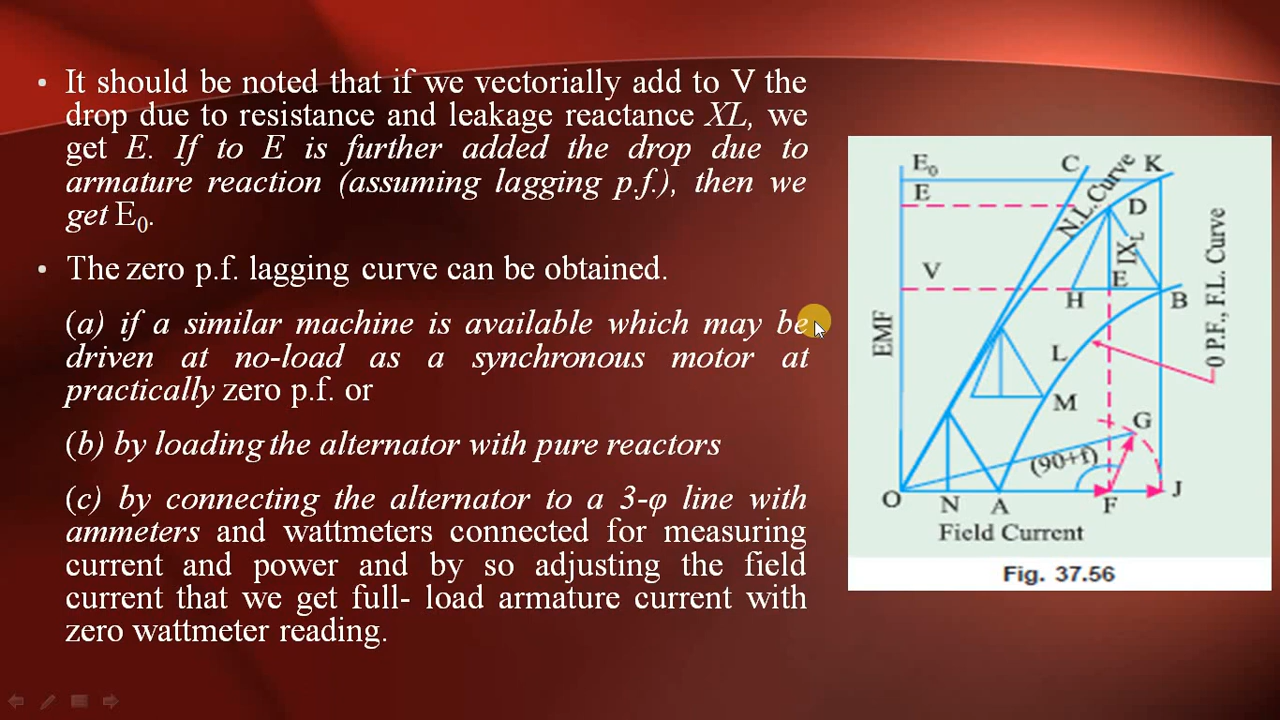 • It should be noted that if we vectorially add to V the
drop due to resistance and leakage reactance XL, we
get E. If to E is further added the drop due to
armature reaction (assuming lagging p.f.), then we
get E₀.
• The zero p.f. lagging curve can be obtained.
(a) if a similar machine is available which may be
driven at no-load as a synchronous motor at
practically zero p.f. or
(b) by loading the alternator with pure reactors
(c) by connecting the alternator to a 3-φ line with
ammeters and wattmeters connected for measuring
current and power and by so adjusting the field
current that we get full- load armature current with
zero wattmeter reading.
E₀
C
K
E
N.L. Curve
D
IX_L
V
E
H
B
0 P.F., F.L. Curve
EMF
L
M
G
(90+f)
O
N
A
F
J
Field Current
Fig. 37.56